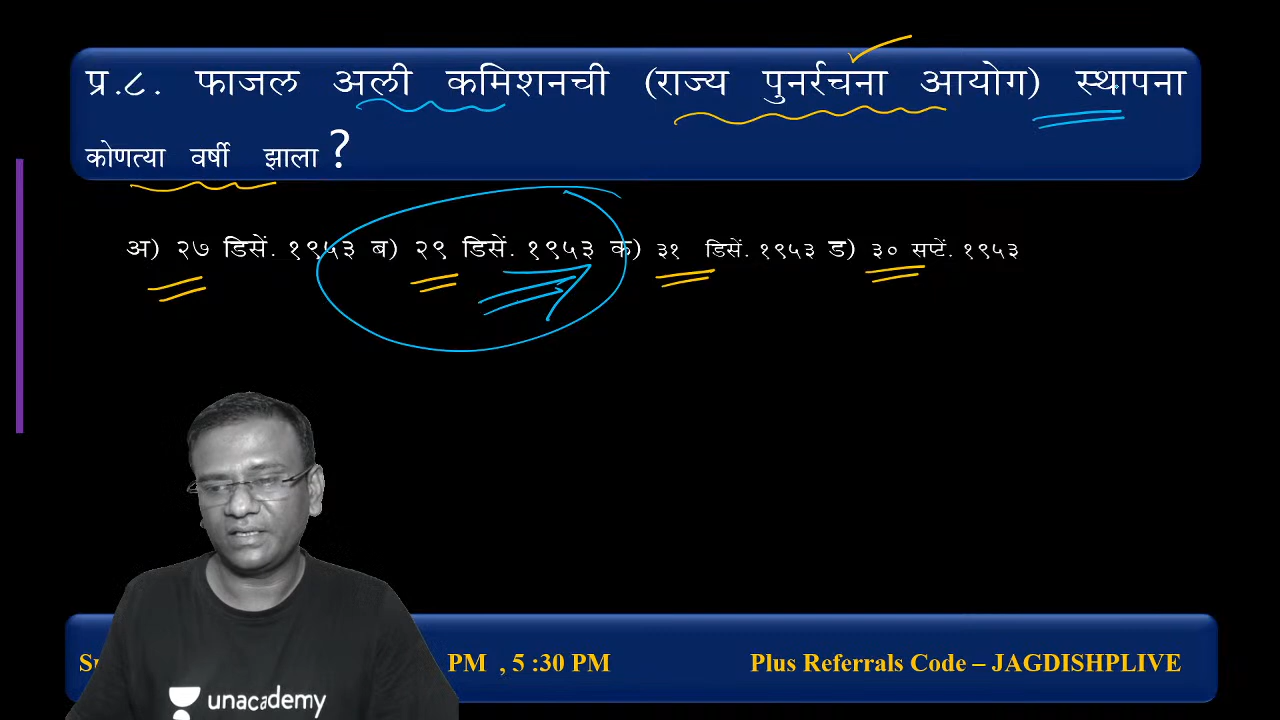 प्र.८. फाजल अली कमिशनची (राज्य पुनर्रचना आयोग) स्थापना
कोणत्या वर्षी झाला ?
अ) २७ डिसें. १९५३ ब) २९ डिसें. १९५३ क) ३१ डिसें. १९५३ ड) ३० सप्टें. १९५३
PM , 5 :30 PM Plus Referrals Code – JAGDISHPLIVE
unacademy